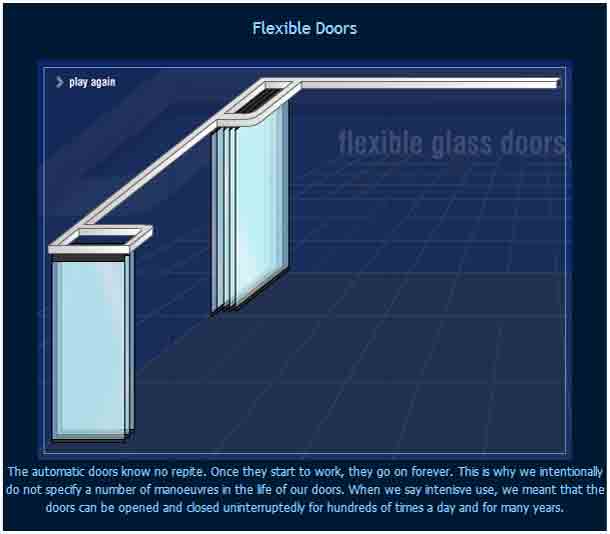 Flexible Doors
play again
flexible glass doors
The automatic doors know no repite. Once they start to work, they go on forever. This is why we intentionally
do not specify a number of manoeuvres in the life of our doors. When we say intenisve use, we meant that the
doors can be opened and closed uninterruptedly for hundreds of times a day and for many years.